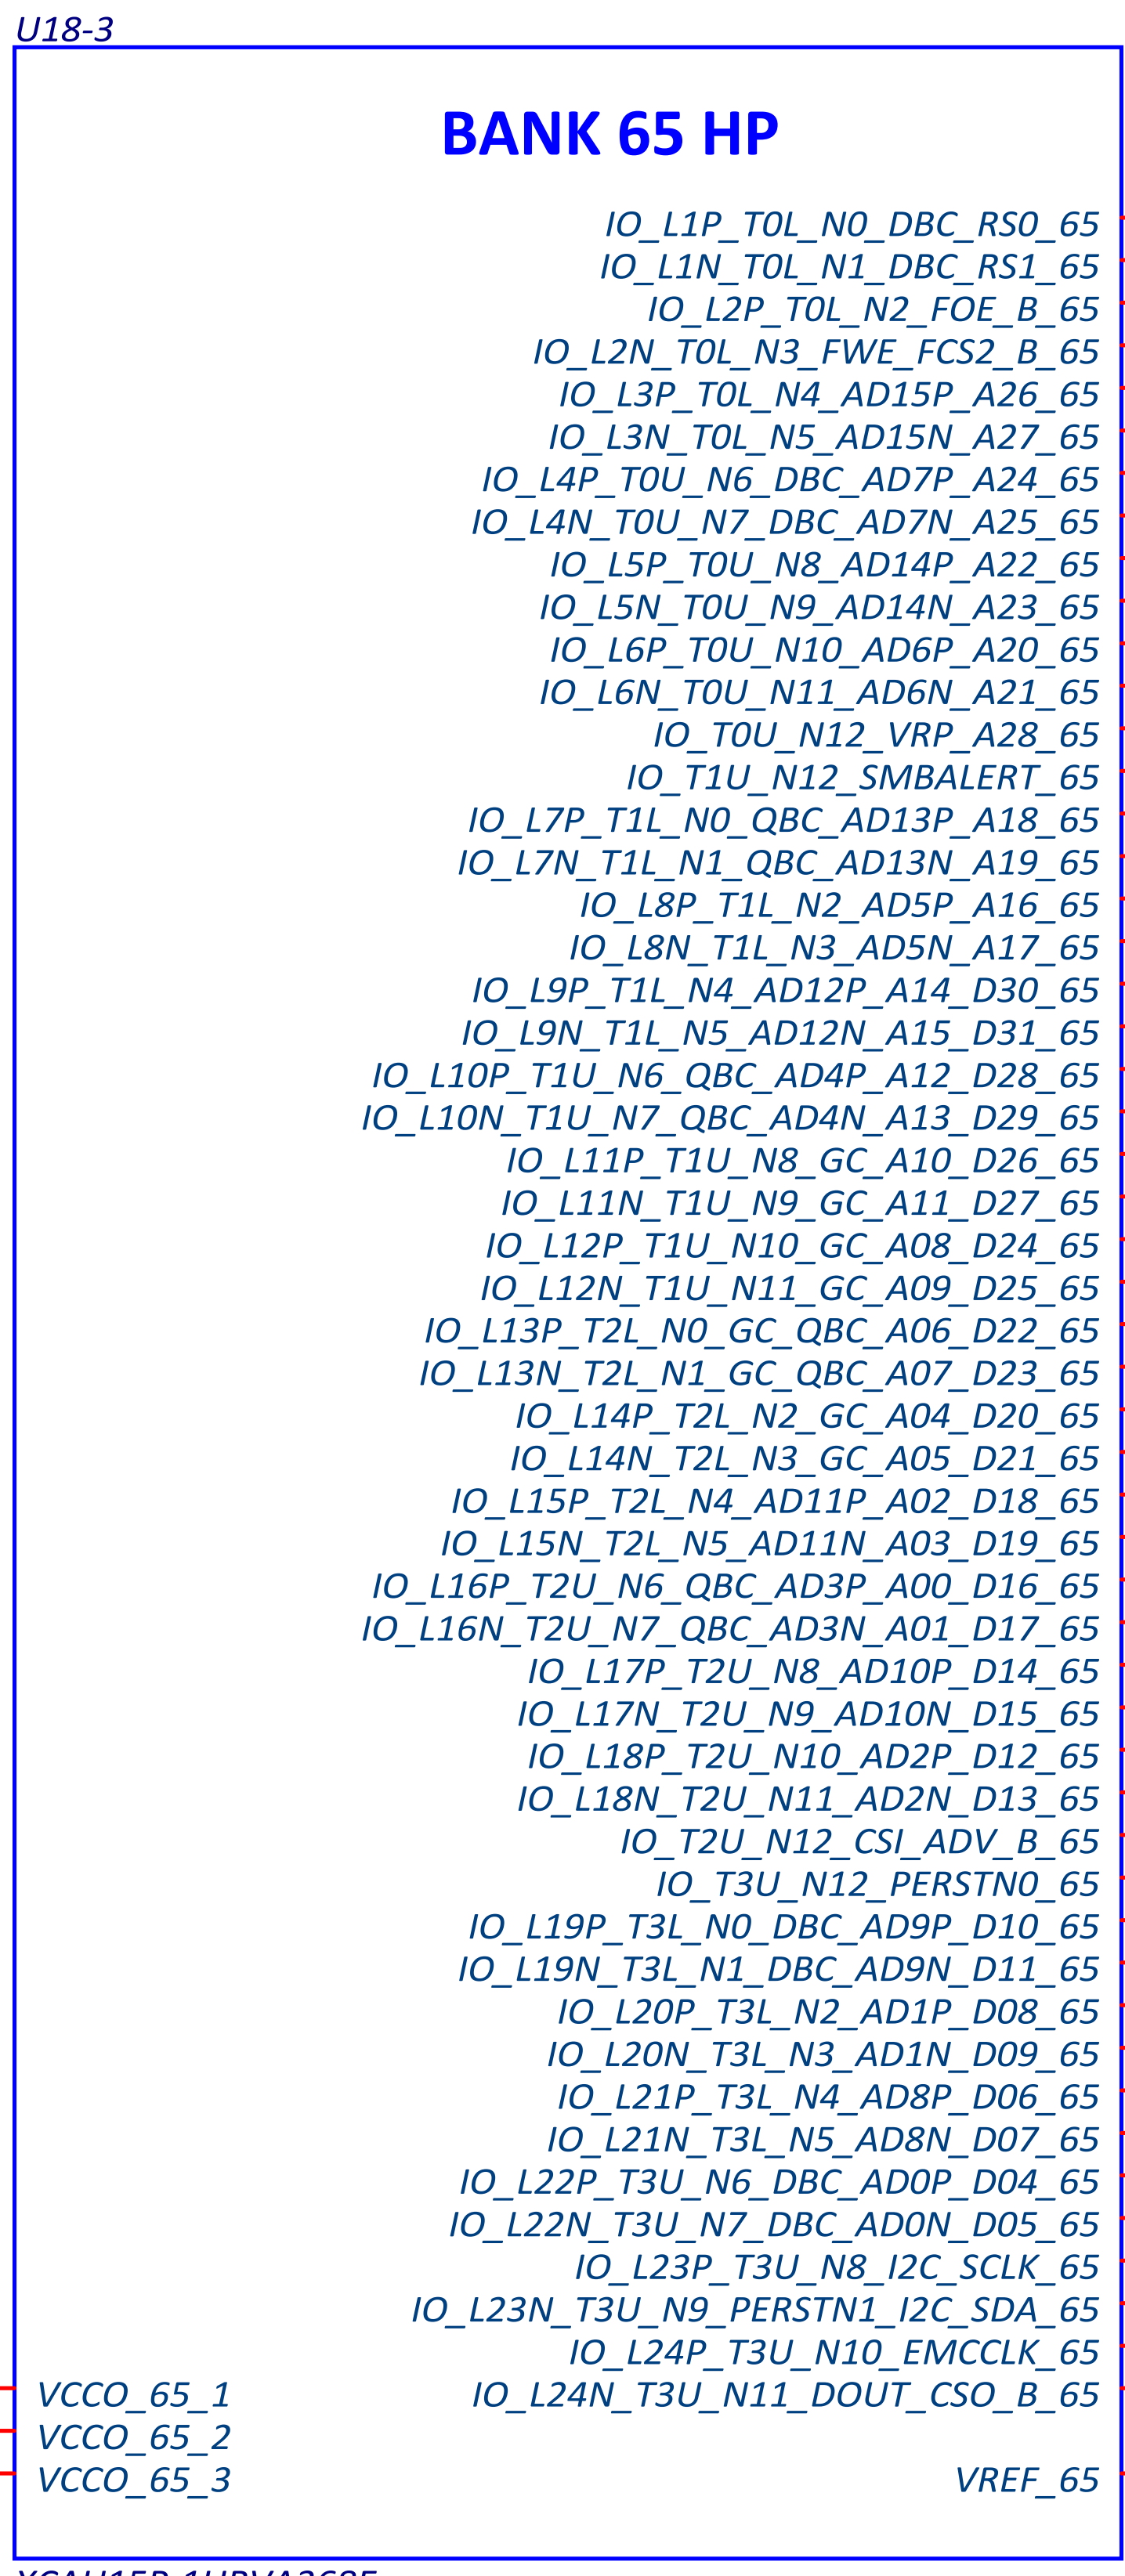 U18-3
BANK 65 HP
IO_L1P_T0L_N0_DBC_RS0_65
IO_L1N_T0L_N1_DBC_RS1_65
IO_L2P_T0L_N2_FOE_B_65
IO_L2N_T0L_N3_FWE_FCS2_B_65
IO_L3P_T0L_N4_AD15P_A26_65
IO_L3N_T0L_N5_AD15N_A27_65
IO_L4P_T0U_N6_DBC_AD7P_A24_65
IO_L4N_T0U_N7_DBC_AD7N_A25_65
IO_L5P_T0U_N8_AD14P_A22_65
IO_L5N_T0U_N9_AD14N_A23_65
IO_L6P_T0U_N10_AD6P_A20_65
IO_L6N_T0U_N11_AD6N_A21_65
IO_T0U_N12_VRP_A28_65
IO_T1U_N12_SMBALERT_65
IO_L7P_T1L_N0_QBC_AD13P_A18_65
IO_L7N_T1L_N1_QBC_AD13N_A19_65
IO_L8P_T1L_N2_AD5P_A16_65
IO_L8N_T1L_N3_AD5N_A17_65
IO_L9P_T1L_N4_AD12P_A14_D30_65
IO_L9N_T1L_N5_AD12N_A15_D31_65
IO_L10P_T1U_N6_QBC_AD4P_A12_D28_65
IO_L10N_T1U_N7_QBC_AD4N_A13_D29_65
IO_L11P_T1U_N8_GC_A10_D26_65
IO_L11N_T1U_N9_GC_A11_D27_65
IO_L12P_T1U_N10_GC_A08_D24_65
IO_L12N_T1U_N11_GC_A09_D25_65
IO_L13P_T2L_N0_GC_QBC_A06_D22_65
IO_L13N_T2L_N1_GC_QBC_A07_D23_65
IO_L14P_T2L_N2_GC_A04_D20_65
IO_L14N_T2L_N3_GC_A05_D21_65
IO_L15P_T2L_N4_AD11P_A02_D18_65
IO_L15N_T2L_N5_AD11N_A03_D19_65
IO_L16P_T2U_N6_QBC_AD3P_A00_D16_65
IO_L16N_T2U_N7_QBC_AD3N_A01_D17_65
IO_L17P_T2U_N8_AD10P_D14_65
IO_L17N_T2U_N9_AD10N_D15_65
IO_L18P_T2U_N10_AD2P_D12_65
IO_L18N_T2U_N11_AD2N_D13_65
IO_T2U_N12_CSI_ADV_B_65
IO_T3U_N12_PERSTN0_65
IO_L19P_T3L_N0_DBC_AD9P_D10_65
IO_L19N_T3L_N1_DBC_AD9N_D11_65
IO_L20P_T3L_N2_AD1P_D08_65
IO_L20N_T3L_N3_AD1N_D09_65
IO_L21P_T3L_N4_AD8P_D06_65
IO_L21N_T3L_N5_AD8N_D07_65
IO_L22P_T3U_N6_DBC_AD0P_D04_65
IO_L22N_T3U_N7_DBC_AD0N_D05_65
IO_L23P_T3U_N8_I2C_SCLK_65
IO_L23N_T3U_N9_PERSTN1_I2C_SDA_65
IO_L24P_T3U_N10_EMCCLK_65
VCCO_65_1 IO_L24N_T3U_N11_DOUT_CSO_B_65
VCCO_65_2
VCCO_65_3 VREF_65